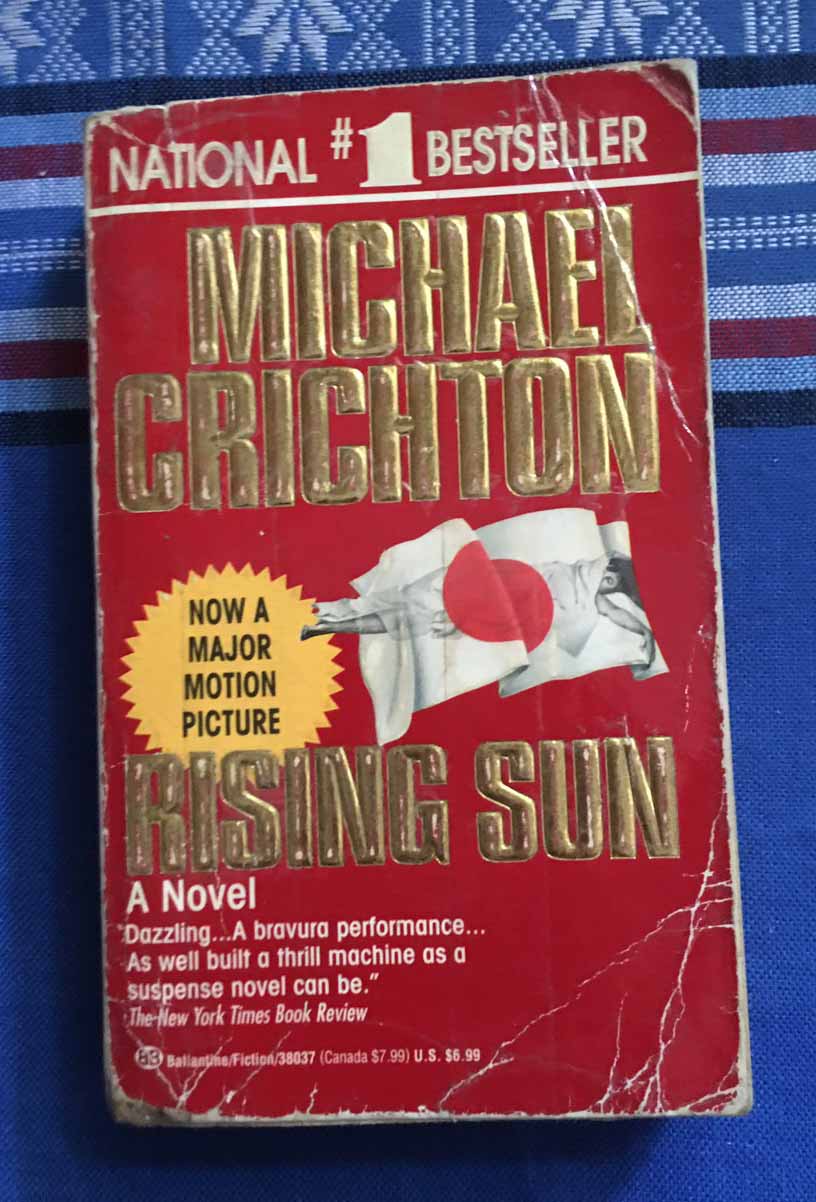 NATIONAL #1 BESTSELLER
MICHAEL
CRICHTON
NOW A
MAJOR
MOTION
PICTURE
RISING SUN
A Novel
"Dazzling...A bravura performance...
As well built a thrill machine as a
suspense novel can be."
The New York Times Book Review
BB Ballantine/Fiction/38037 (Canada $7.99) U.S. $6.99